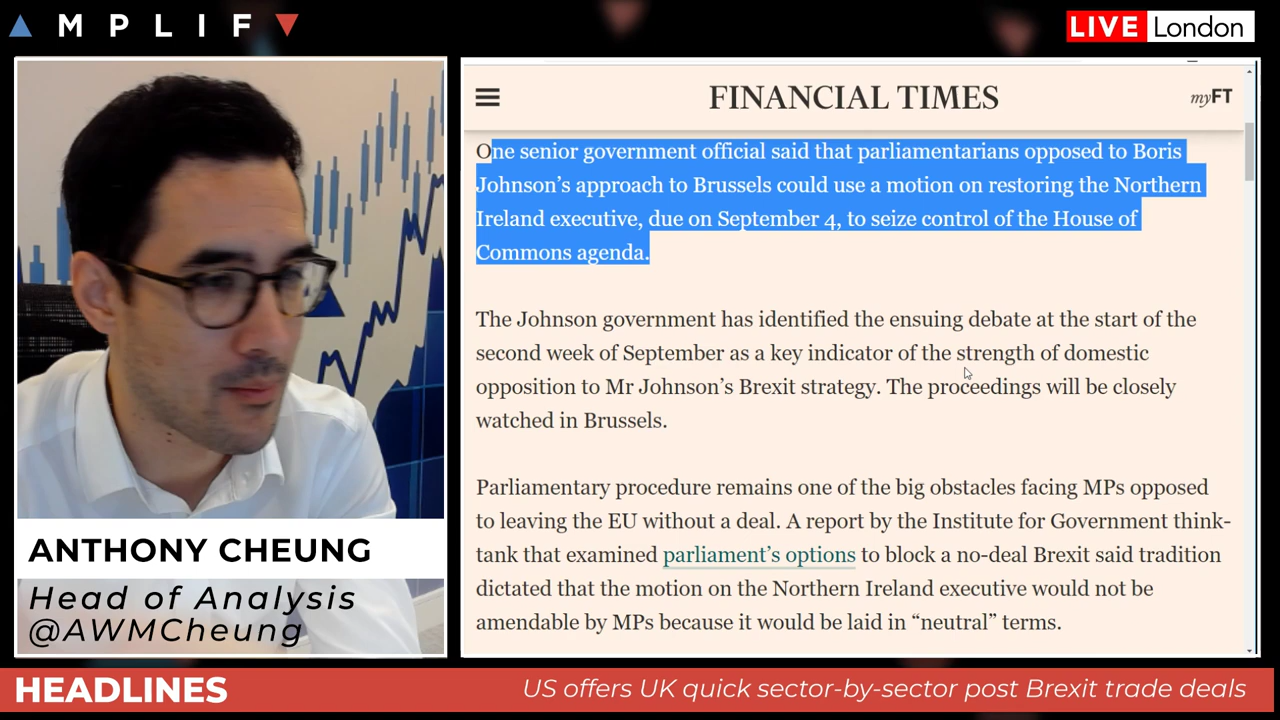 MPLIF
LIVE London
FINANCIAL TIMES
myFT
One senior government official said that parliamentarians opposed to Boris
Johnson's approach to Brussels could use a motion on restoring the Northern
Ireland executive, due on September 4, to seize control of the House of
Commons agenda.
The Johnson government has identified the ensuing debate at the start of the
second week of September as a key indicator of the strength of domestic
opposition to Mr Johnson's Brexit strategy. The proceedings will be closely
watched in Brussels.
Parliamentary procedure remains one of the big obstacles facing MPs opposed
to leaving the EU without a deal. A report by the Institute for Government think-
tank that examined parliament's options to block a no-deal Brexit said tradition
dictated that the motion on the Northern Ireland executive would not be
amendable by MPs because it would be laid in “neutral” terms.
ANTHONY CHEUNG
Head of Analysis
@AWMCheung
HEADLINES
US offers UK quick sector-by-sector post Brexit trade deals